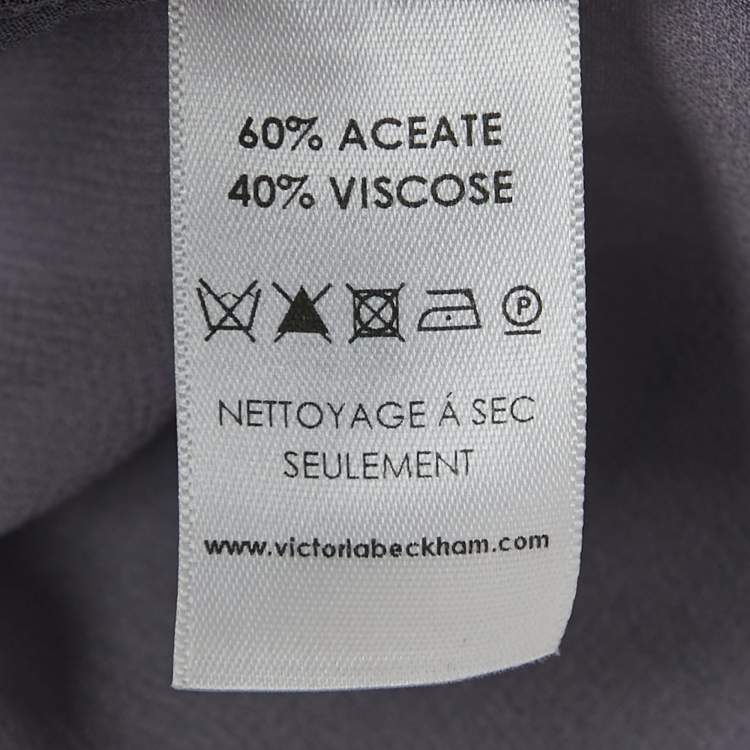 60% ACEATE
40% VISCOSE
P
NETTOYAGE Á SEC
SEULEMENT
www.victoriabeckham.com